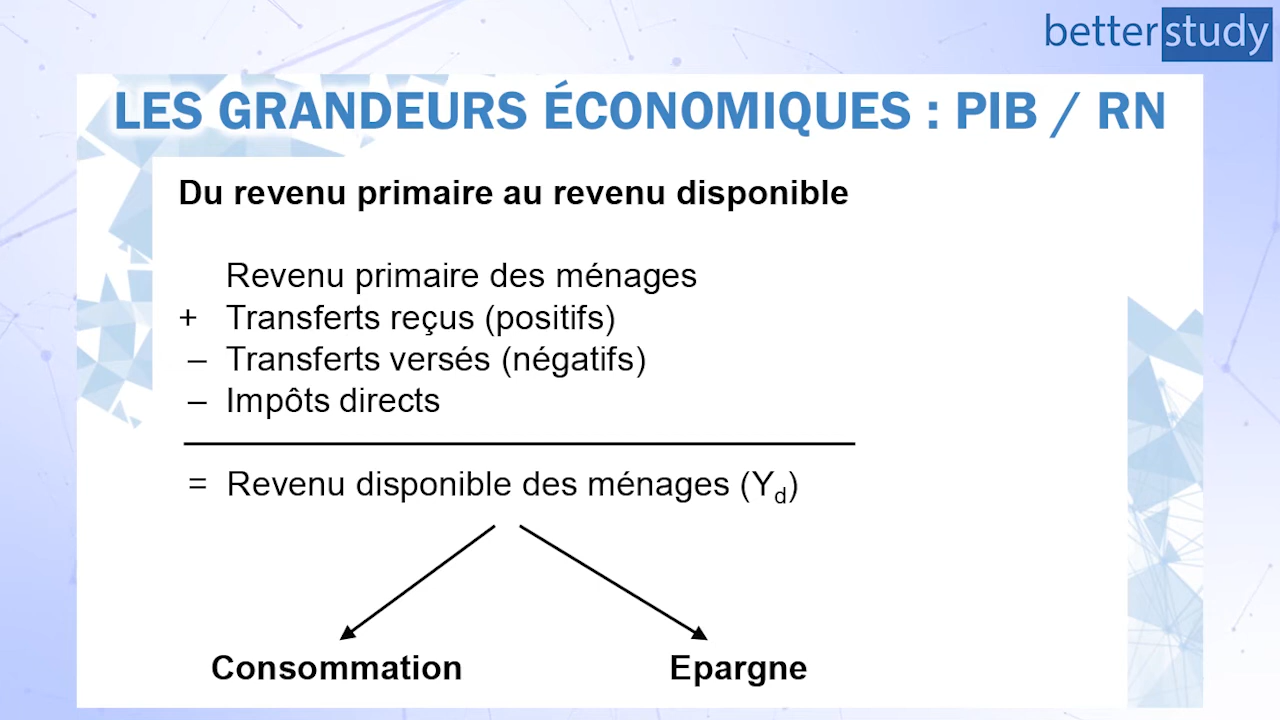 betterstudy
LES GRANDEURS ÉCONOMIQUES : PIB / RN
Du revenu primaire au revenu disponible
Revenu primaire des ménages
+ Transferts reçus (positifs)
– Transferts versés (négatifs)
– Impôts directs
= Revenu disponible des ménages (Yd)
Consommation Epargne